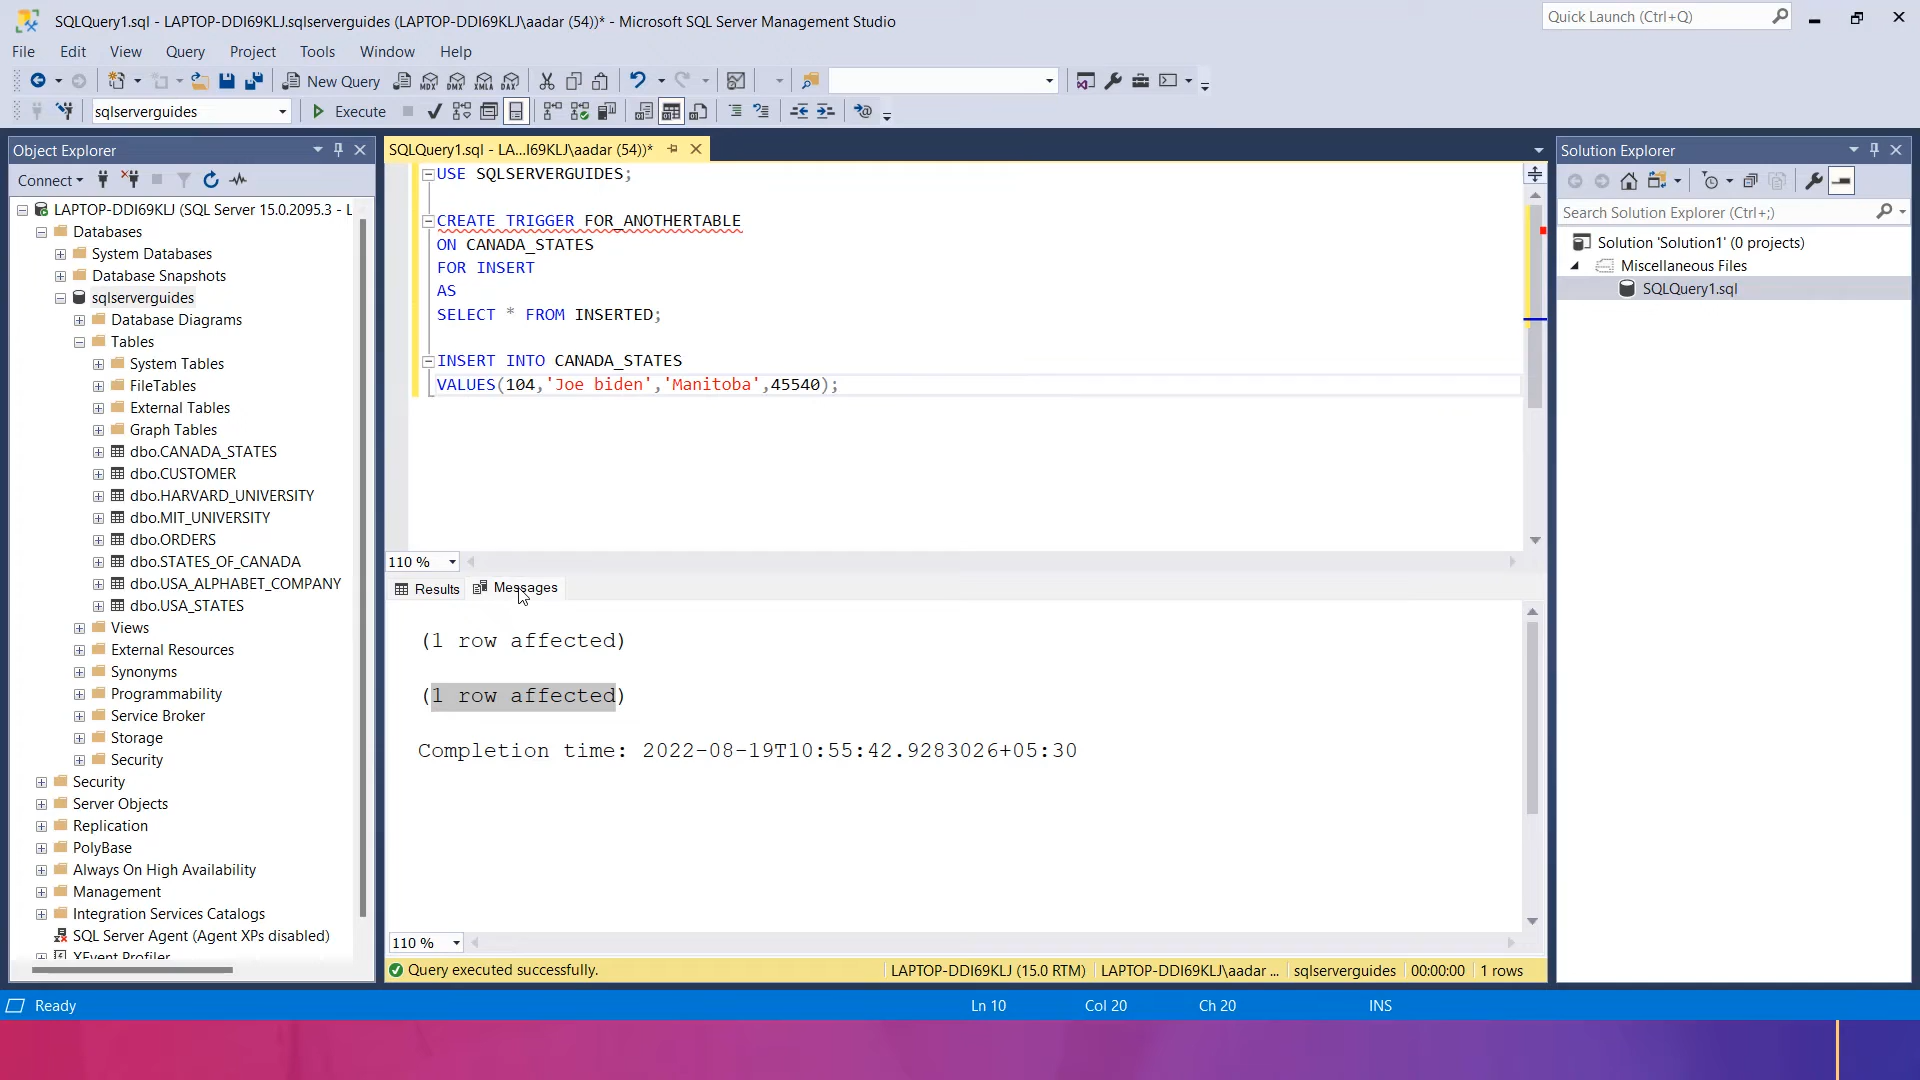 SQLQuery1.sql - LAPTOP-DDI69KLJ.sqlserverguides (LAPTOP-DDI69KLJ\aadar (54))* - Microsoft SQL Server Management Studio
Quick Launch (Ctrl+Q)
File Edit View Query Project Tools Window Help
New Query
MDX DMX XMLA DAX
sqlserverguides
Execute
Object Explorer
Connect
LAPTOP-DDI69KLJ (SQL Server 15.0.2095.3 - L
Databases
System Databases
Database Snapshots
sqlserverguides
Database Diagrams
Tables
System Tables
FileTables
External Tables
Graph Tables
dbo.CANADA_STATES
dbo.CUSTOMER
dbo.HARVARD_UNIVERSITY
dbo.MIT_UNIVERSITY
dbo.ORDERS
dbo.STATES_OF_CANADA
dbo.USA_ALPHABET_COMPANY
dbo.USA_STATES
Views
External Resources
Synonyms
Programmability
Service Broker
Storage
Security
Security
Server Objects
Replication
PolyBase
Always On High Availability
Management
Integration Services Catalogs
SQL Server Agent (Agent XPs disabled)
XEvent Profiler
SQLQuery1.sql - LA...I69KLJ\aadar (54))*
USE SQLSERVERGUIDES;
CREATE TRIGGER FOR_ANOTHERTABLE
ON CANADA_STATES
FOR INSERT
AS
SELECT * FROM INSERTED;
INSERT INTO CANADA_STATES
VALUES(104,'Joe biden','Manitoba',45540);
110 %
Results Messages
(1 row affected)
(1 row affected)
Completion time: 2022-08-19T10:55:42.9283026+05:30
110 %
Query executed successfully.
LAPTOP-DDI69KLJ (15.0 RTM) LAPTOP-DDI69KLJ\aadar ... sqlserverguides 00:00:00 1 rows
Solution Explorer
Search Solution Explorer (Ctrl+;)
Solution 'Solution1' (0 projects)
Miscellaneous Files
SQLQuery1.sql
Ready
Ln 10 Col 20 Ch 20 INS